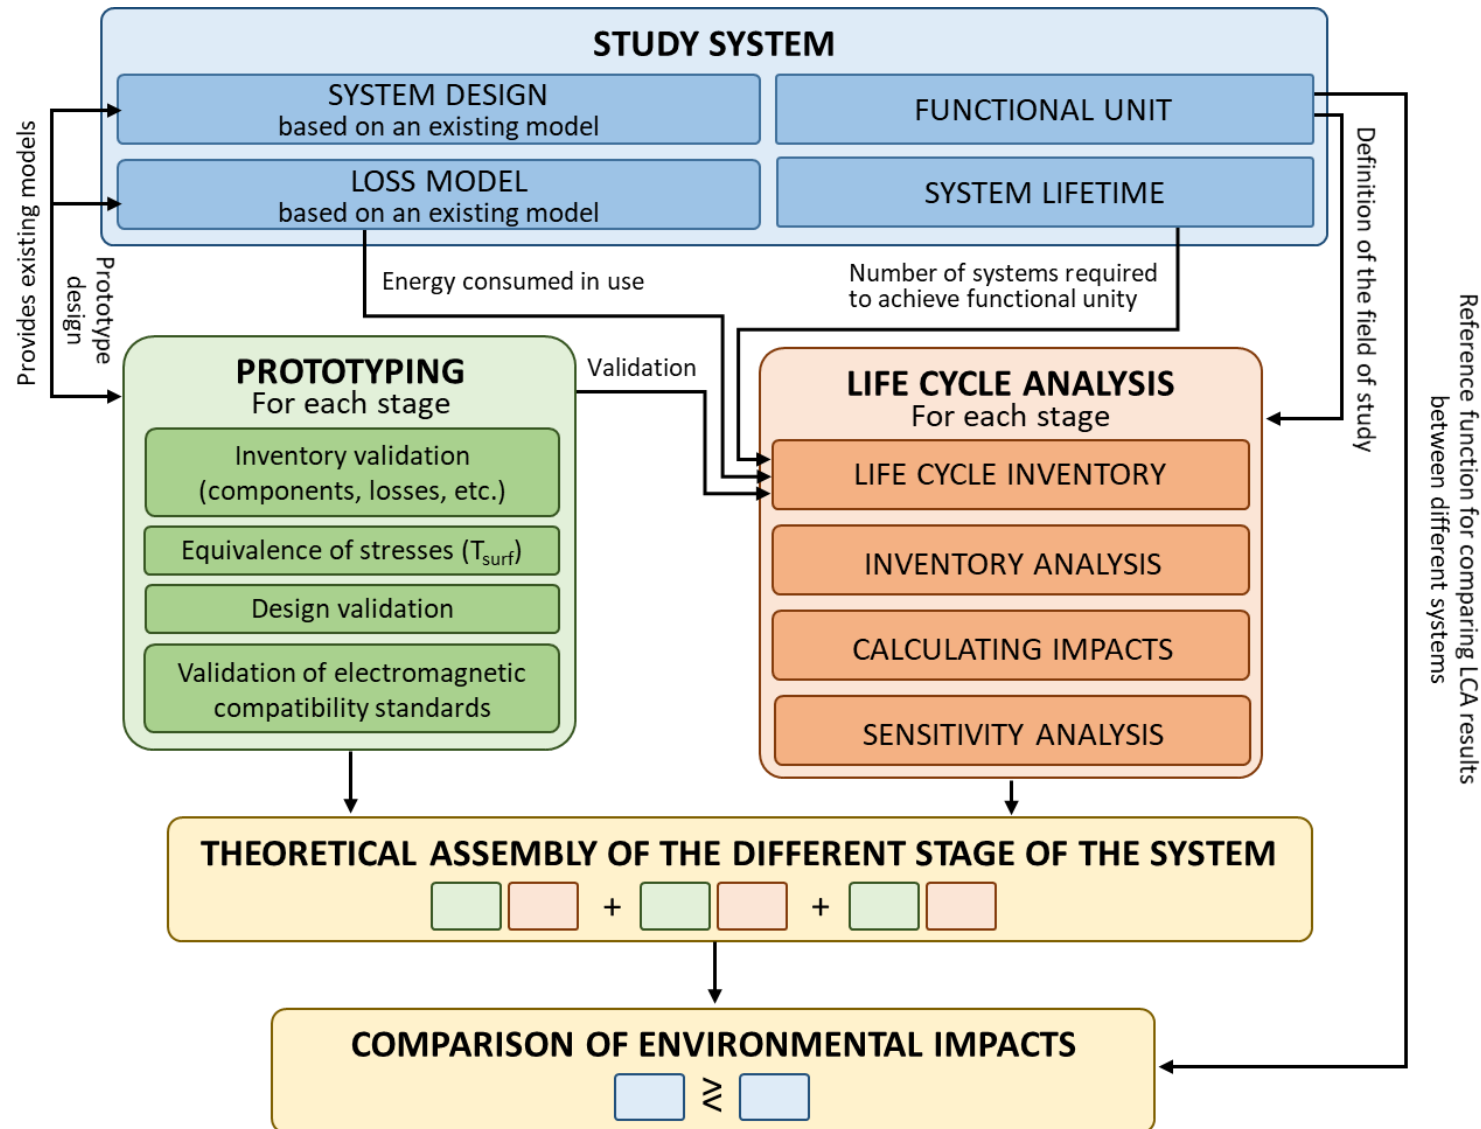 STUDY SYSTEM
SYSTEM DESIGN
based on an existing model
FUNCTIONAL UNIT
LOSS MODEL
based on an existing model
SYSTEM LIFETIME
Provides existing models
Prototype
design
Energy consumed in use
Number of systems required
to achieve functional unity
Definition of the field of study
Reference function for comparing LCA results
between different systems
Validation
PROTOTYPING
For each stage
Inventory validation
(components, losses, etc.)
Equivalence of stresses (Tsurf)
Design validation
Validation of electromagnetic
compatibility standards
LIFE CYCLE ANALYSIS
For each stage
LIFE CYCLE INVENTORY
INVENTORY ANALYSIS
CALCULATING IMPACTS
SENSITIVITY ANALYSIS
THEORETICAL ASSEMBLY OF THE DIFFERENT STAGE OF THE SYSTEM
+ +
COMPARISON OF ENVIRONMENTAL IMPACTS
≷